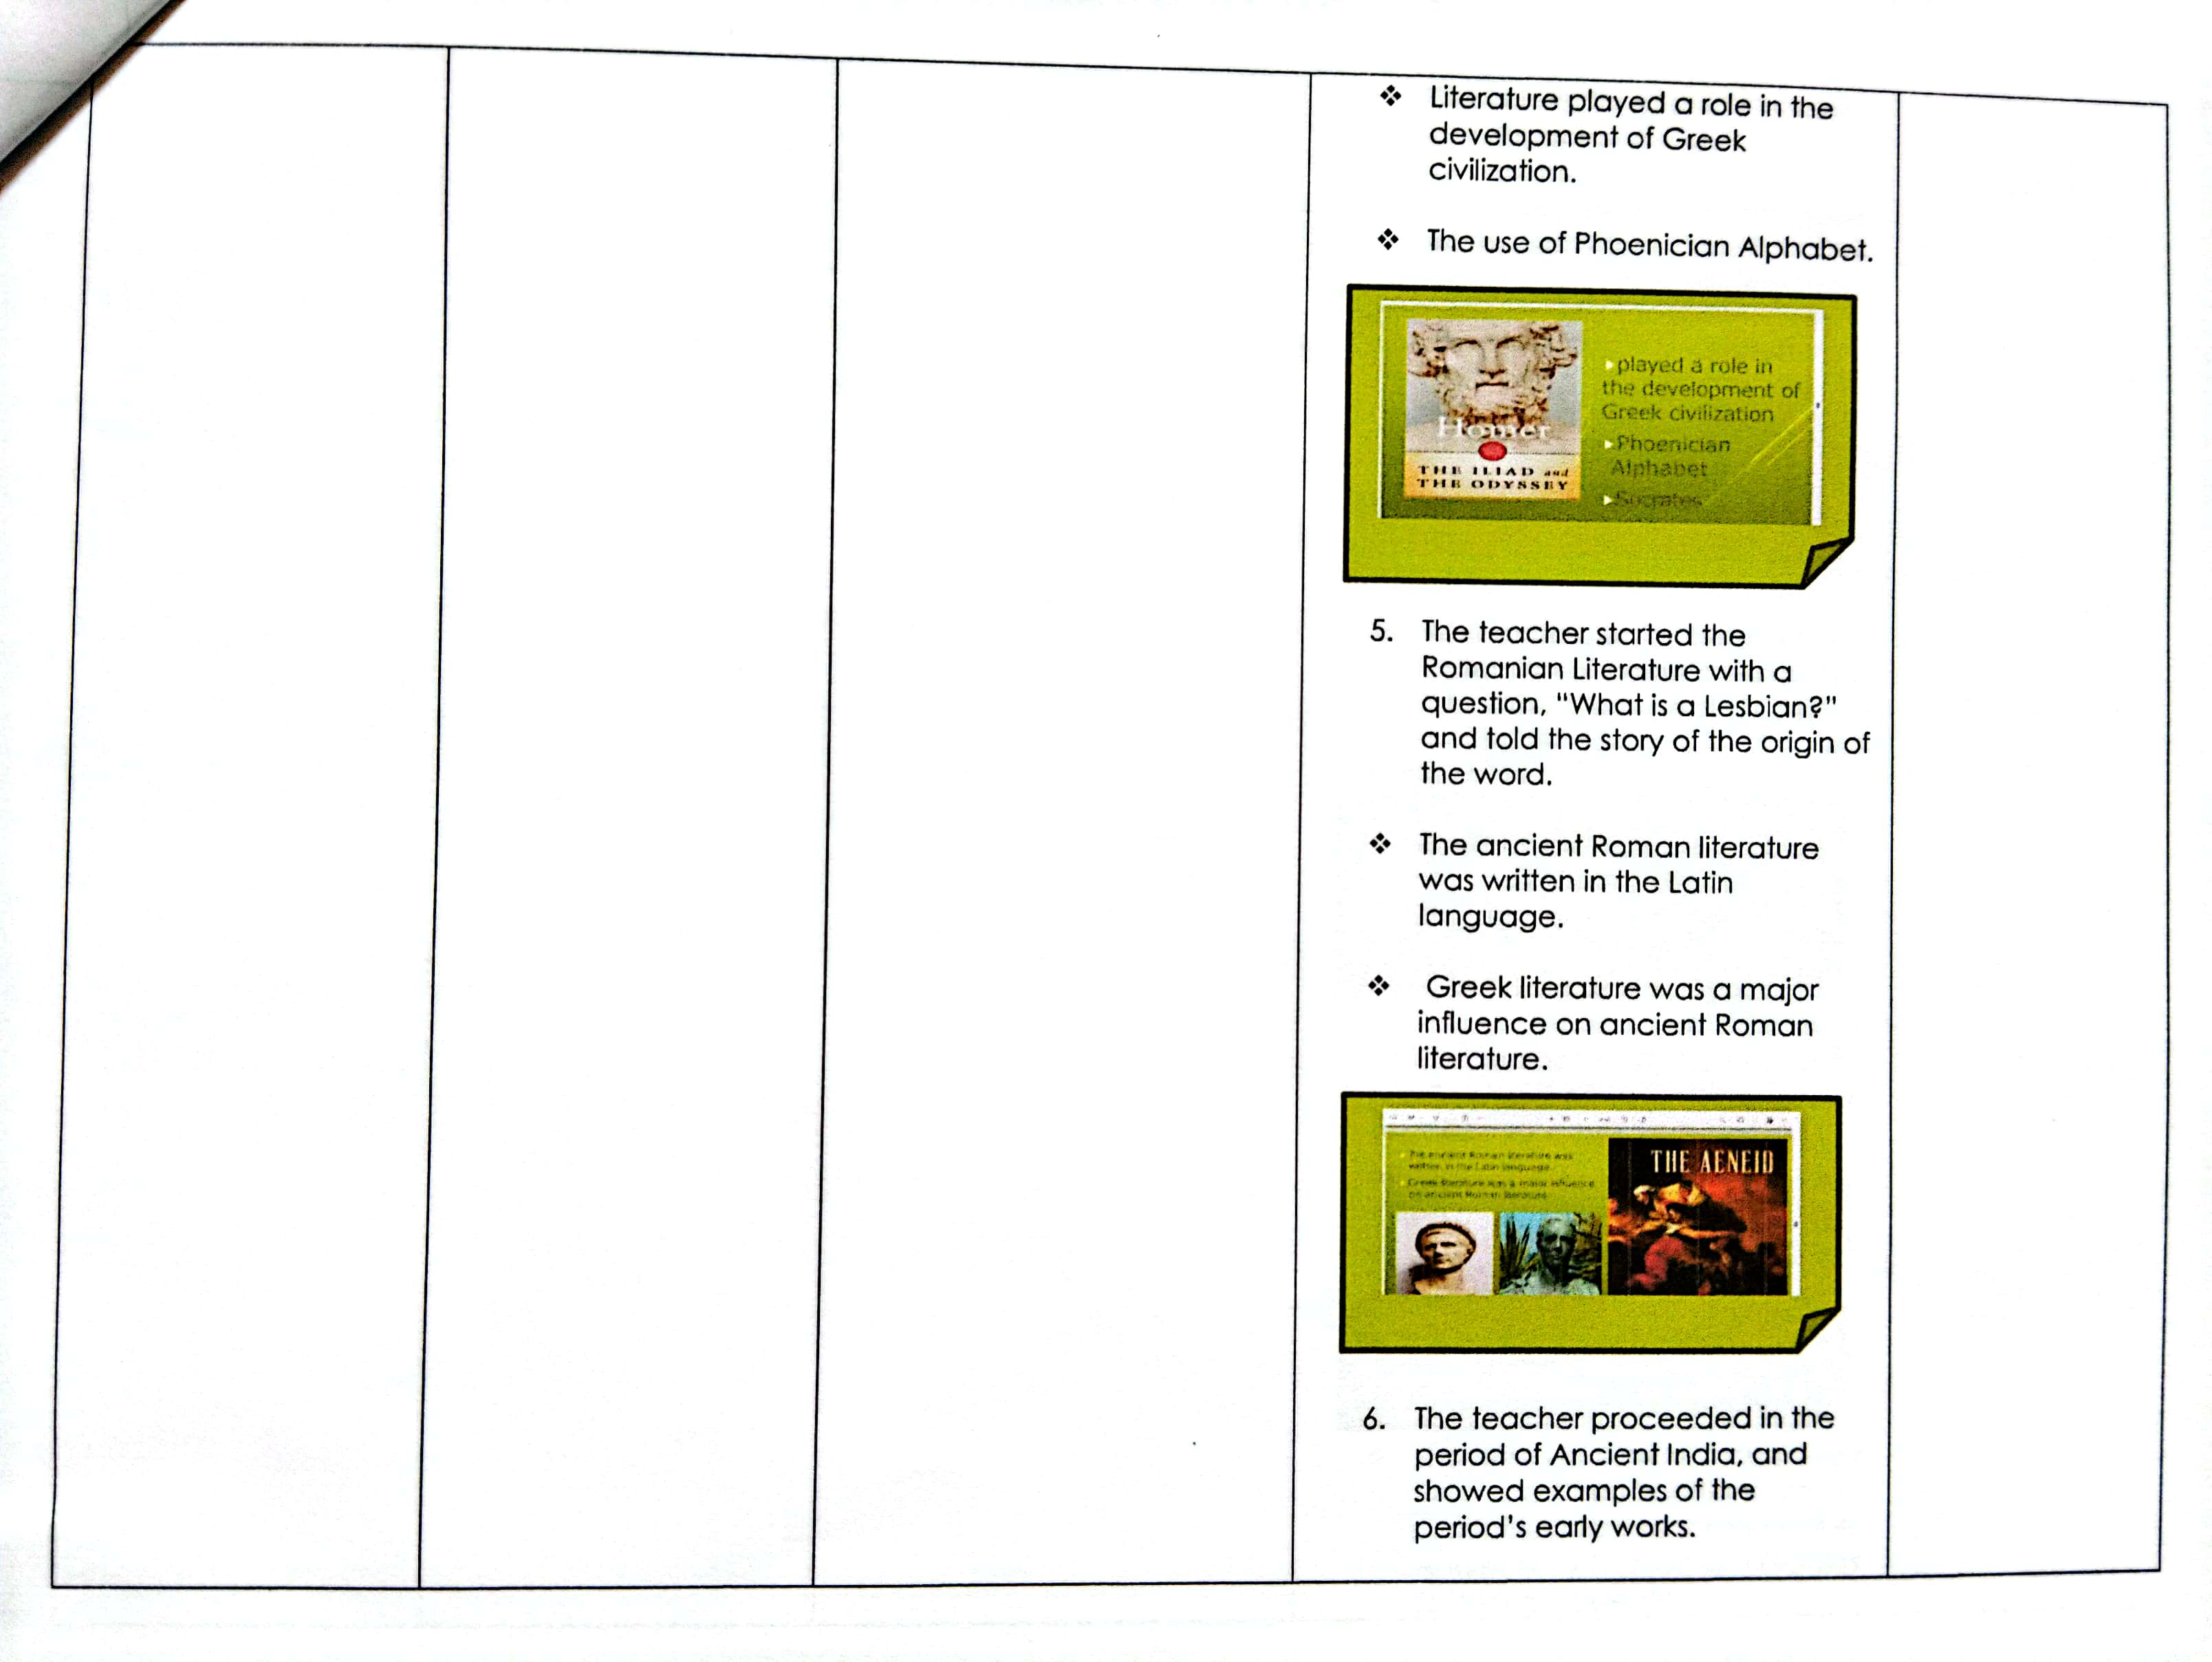 ❖ Literature played a role in the
development of Greek
civilization.
❖ The use of Phoenician Alphabet.
Homer
THE ILIAD and
THE ODYSSEY
▸played a role in
the development of
Greek civilization
▸Phoenician
Alphabet
▸Socrates
5. The teacher started the
Romanian Literature with a
question, "What is a Lesbian?"
and told the story of the origin of
the word.
❖ The ancient Roman literature
was written in the Latin
language.
❖ Greek literature was a major
influence on ancient Roman
literature.
The ancient Roman literature was
written in the Latin language.
Greek literature was a major influence
on ancient Roman literature.
THE AENEID
6. The teacher proceeded in the
period of Ancient India, and
showed examples of the
period's early works.